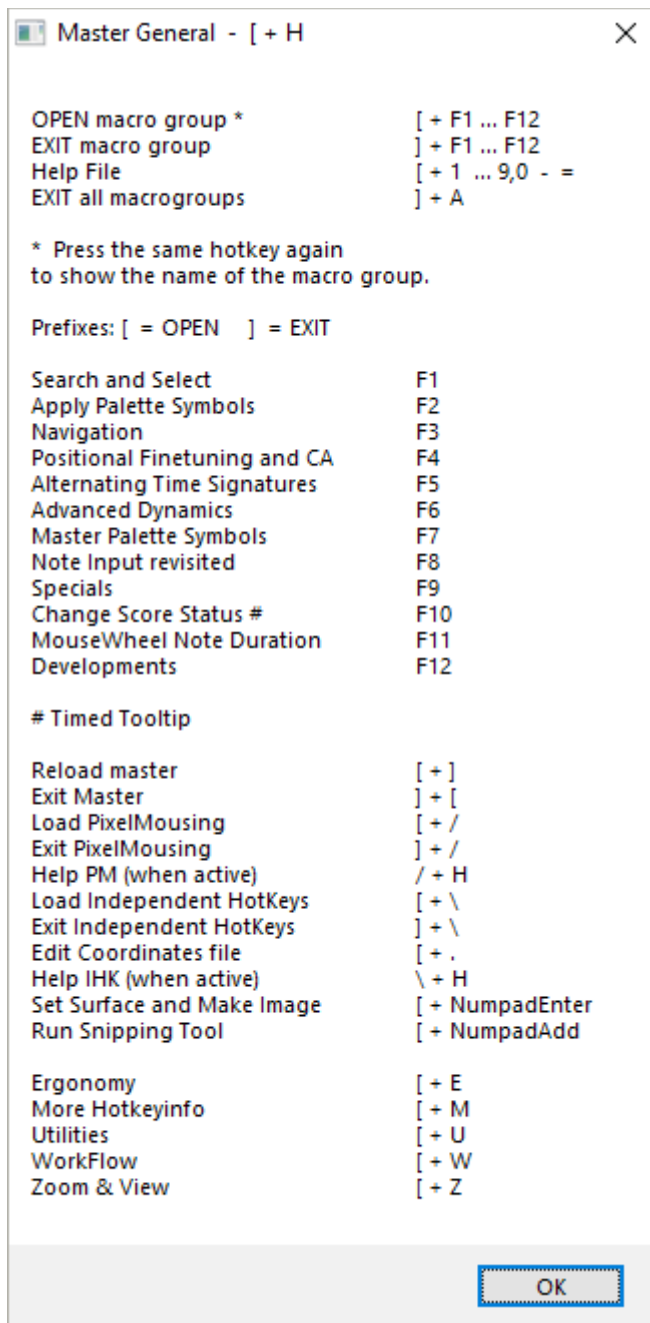 Master General - [ + H
OPEN macro group * [ + F1 ... F12
EXIT macro group ] + F1 ... F12
Help File [ + 1 ... 9,0 - =
EXIT all macrogroups ] + A
* Press the same hotkey again
to show the name of the macro group.
Prefixes: [ = OPEN ] = EXIT
Search and Select F1
Apply Palette Symbols F2
Navigation F3
Positional Finetuning and CA F4
Alternating Time Signatures F5
Advanced Dynamics F6
Master Palette Symbols F7
Note Input revisited F8
Specials F9
Change Score Status # F10
MouseWheel Note Duration F11
Developments F12
# Timed Tooltip
Reload master [ + ]
Exit Master ] + [
Load PixelMousing [ + /
Exit PixelMousing ] + /
Help PM (when active) / + H
Load Independent HotKeys [ + \
Exit Independent HotKeys ] + \
Edit Coordinates file [ + .
Help IHK (when active) \ + H
Set Surface and Make Image [ + NumpadEnter
Run Snipping Tool [ + NumpadAdd
Ergonomy [ + E
More Hotkeyinfo [ + M
Utilities [ + U
WorkFlow [ + W
Zoom & View [ + Z
OK